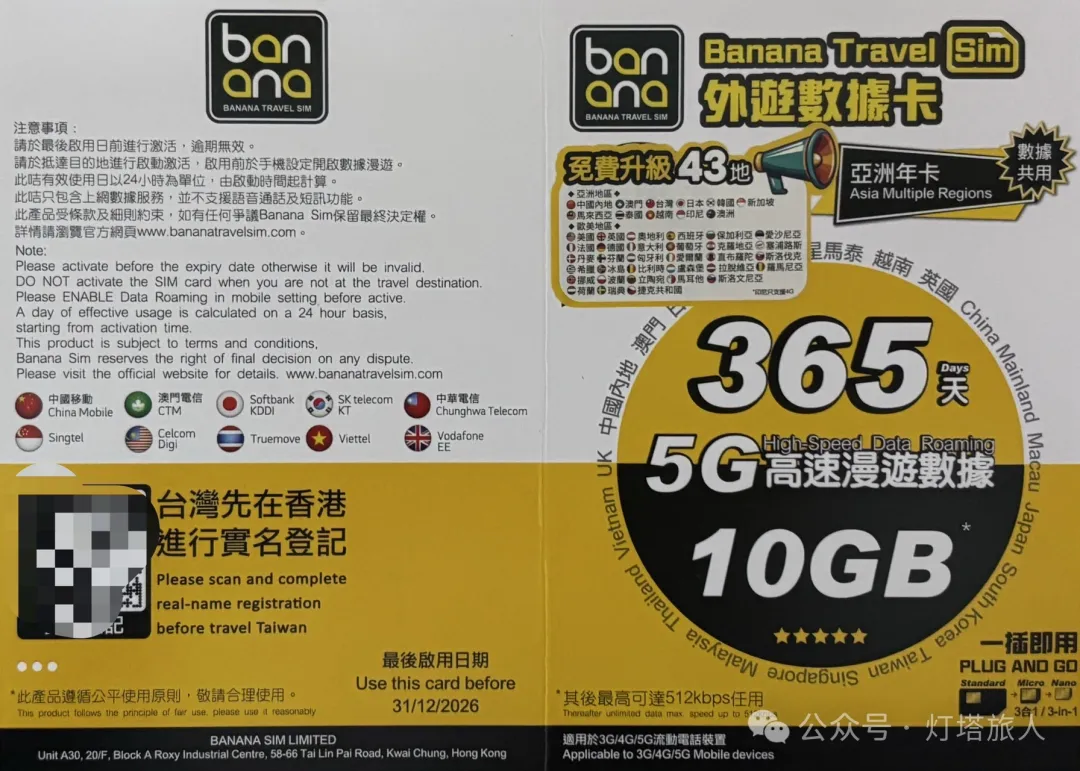 ban
ana
BANANA TRAVEL SIM
注意事項：
請於最後啟用日前進行激活，逾期無效。
請於抵達目的地進行啟動激活，啟用前於手機設定開啟數據漫遊。
此咭有效使用日以24小時為單位，由啟動時間起計算。
此咭只包含上網數據服務，並不支援語音通話及短訊功能。
此產品受條款及細則約束，如有任何爭議Banana Sim保留最終決定權。
詳情請瀏覽官方網頁www.bananatravelsim.com。
Note:
Please activate before the expiry date otherwise it will be invalid.
DO NOT activate the SIM card when you are not at the travel destination.
Please ENABLE Data Roaming in mobile setting before active.
A day of effective usage is calculated on a 24 hour basis,
starting from activation time.
This product is subject to terms and conditions,
Banana Sim reserves the right of final decision on any dispute.
Please visit the official website for details. www.bananatravelsim.com
中國移動
China Mobile
澳門電信
CTM
Softbank
KDDI
SK telecom
KT
中華電信
Chunghwa Telecom
Singtel
Celcom
Digi
Truemove
Viettel
Vodafone
EE
台灣先在香港
進行實名登記
Please scan and complete
real-name registration
before travel Taiwan
記
最後啟用日期
Use this card before
31/12/2026
*此產品遵循公平使用原則，敬請合理使用。
This product follows the principle of fair use, please use it reasonably
BANANA SIM LIMITED
Unit A30, 20/F, Block A Roxy Industrial Centre, 58-66 Tai Lin Pai Road, Kwai Chung, Hong Kong
ban
ana
BANANA TRAVEL SIM
Banana Travel Sim
外遊數據卡
免費升級43地
亞洲年卡
Asia Multiple Regions
數據
共用
◆亞洲地區◆
中國內地 澳門 台灣 日本 韓國 新加坡
馬來西亞 泰國 越南 印尼 澳洲
◆歐美地區◆
美國 英國 奧地利 西班牙 保加利亞 愛沙尼亞
法國 德國 意大利 葡萄牙 克羅地亞 塞浦路斯
丹麥 芬蘭 匈牙利 愛爾蘭 直布羅陀 斯洛伐克
希臘 冰島 比利時 盧森堡 拉脫維亞 羅馬尼亞
挪威 波蘭 立陶宛 馬耳他 斯洛文尼亞
荷蘭 瑞典 捷克共和國
*印尼只支援4G
中國內地 澳門 日
星馬泰 越南 英國 China Mainland Macau Japan South Korea Taiwan Singapore Malaysia Thailand Vietnam UK
365
Days
天
5G
High-Speed Data Roaming
高速漫遊數據
10GB*
一插即用
PLUG AND GO
Standard Micro Nano
3合1 / 3-in-1
*其後最高可達512kbps任用
Thereafter unlimited data max. speed up to
適用於3G/4G/5G流動電話裝置
Applicable to 3G/4G/5G Mobile devices
公众号 · 灯塔旅人